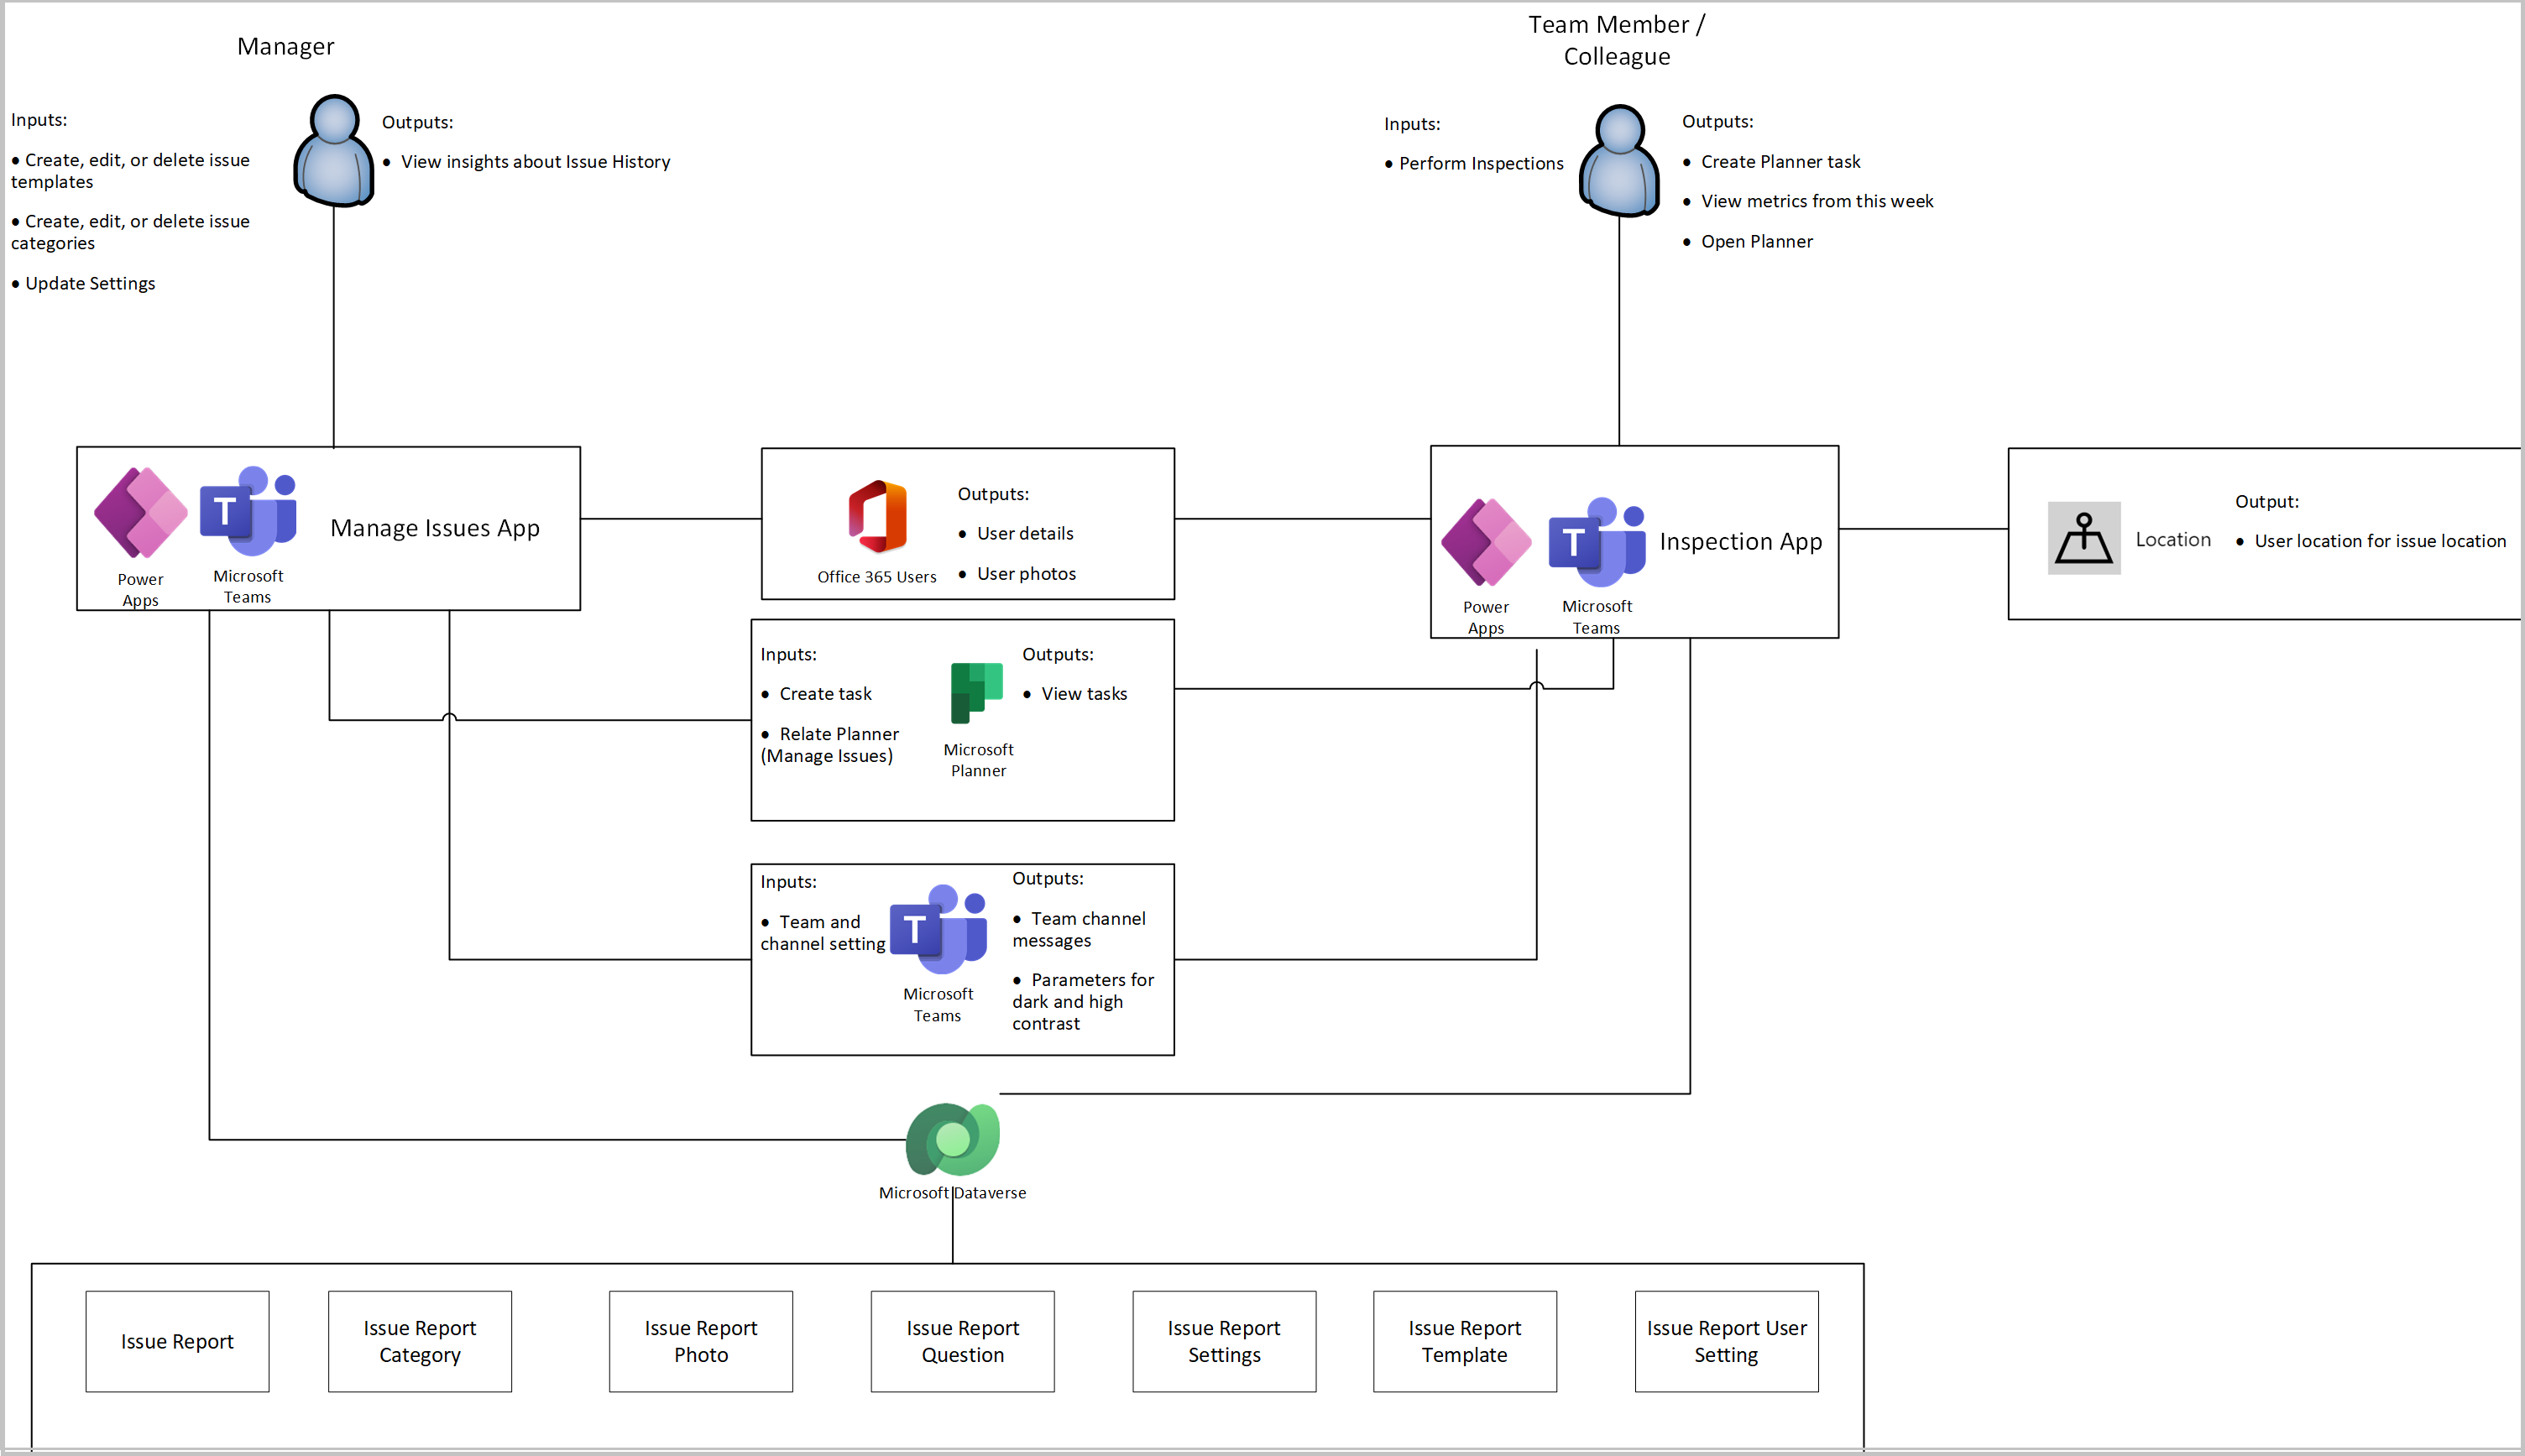 Manager
Inputs:
● Create, edit, or delete issue
templates
● Create, edit, or delete issue
categories
● Update Settings
Outputs:
● View insights about Issue History
Team Member /
Colleague
Inputs:
● Perform Inspections
Outputs:
● Create Planner task
● View metrics from this week
● Open Planner
T
Power
Apps
Microsoft
Teams
Manage Issues App
Office 365 Users
Outputs:
● User details
● User photos
T
Power
Apps
Microsoft
Teams
Inspection App
Location
Output:
● User location for issue location
Inputs:
● Create task
● Relate Planner
(Manage Issues)
Microsoft
Planner
Outputs:
● View tasks
Inputs:
● Team and
channel setting
T
Microsoft
Teams
Outputs:
● Team channel
messages
● Parameters for
dark and high
contrast
Microsoft Dataverse
Issue Report
Issue Report
Category
Issue Report
Photo
Issue Report
Question
Issue Report
Settings
Issue Report
Template
Issue Report User
Setting